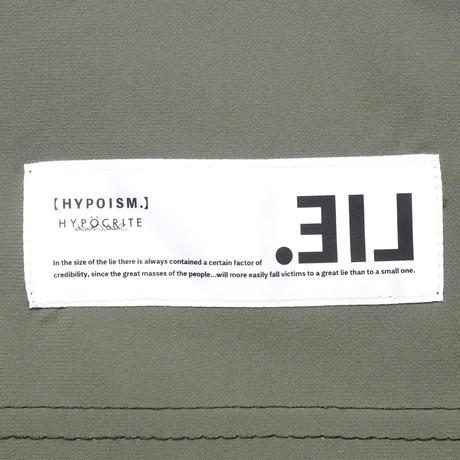 【HYPOISM.】
HYPÖCRITE
LIE.
In the size of the lie there is always contained a certain factor of
credibility, since the great masses of the people...will more easily fall victims to a great lie than to a small one.